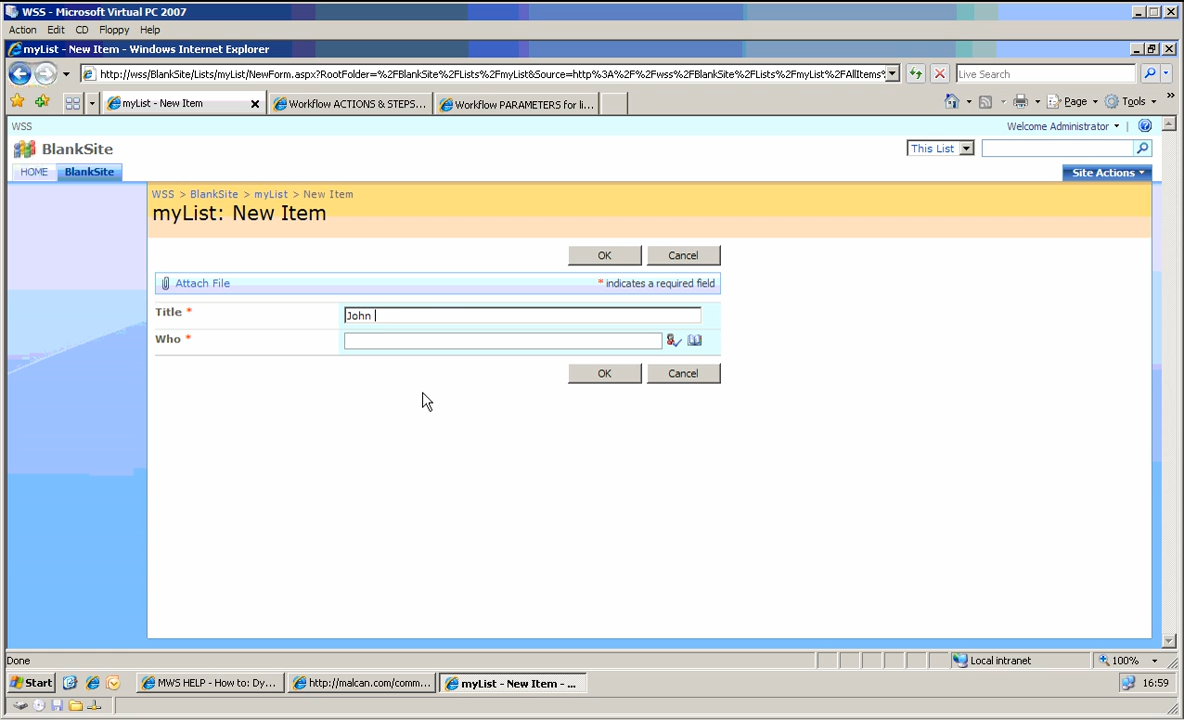 WSS - Microsoft Virtual PC 2007
Action Edit CD Floppy Help
myList - New Item - Windows Internet Explorer
http://wss/BlankSite/Lists/myList/NewForm.aspx?RootFolder=%2FBlankSite%2FLists%2FmyList&Source=http%3A%2F%2Fwss%2FBlankSite%2FLists%2FmyList%2FAllItems% Live Search
myList - New Item Workflow ACTIONS & STEPS... Workflow PARAMETERS for li... Page Tools »
WSS Welcome Administrator
BlankSite This List
HOME BlankSite Site Actions
WSS > BlankSite > myList > New Item
myList: New Item
OK Cancel
Attach File * indicates a required field
Title * John
Who *
OK Cancel
Done Local intranet 100%
Start MWS HELP - How to: Dy... http://malcan.com/comm... myList - New Item - ... 16:59